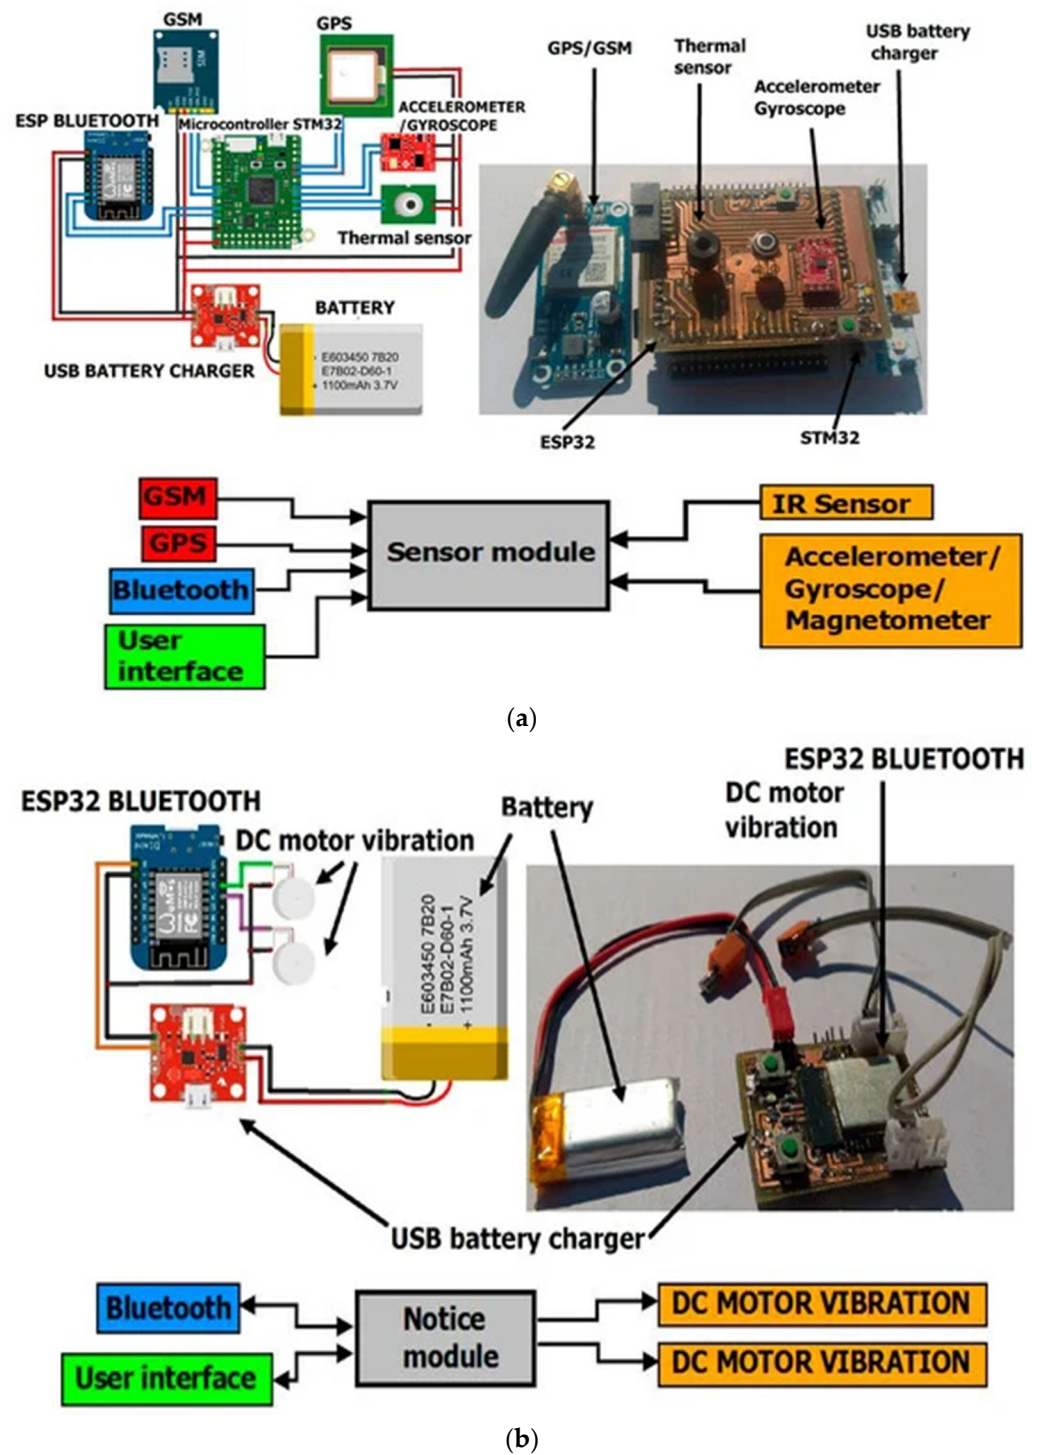 GSM
GPS
SIM
ESP BLUETOOTH
Microcontroller STM32
ACCELEROMETER
/GYROSCOPE
Thermal sensor
BATTERY
- E603450 7B20
E7B02-D60-1
+ 1100mAh 3.7V
USB BATTERY CHARGER
GPS/GSM
Thermal
sensor
Accelerometer
Gyroscope
USB battery
charger
ESP32
STM32
GSM
GPS
Bluetooth
User
interface
Sensor module
IR Sensor
Accelerometer/
Gyroscope/
Magnetometer
(a)
ESP32 BLUETOOTH
DC motor vibration
Battery
- E603450 7B20
E7B02-D60-1
+ 1100mAh 3.7V
ESP32 BLUETOOTH
DC motor
vibration
USB battery charger
Bluetooth
User interface
Notice
module
DC MOTOR VIBRATION
DC MOTOR VIBRATION
(b)